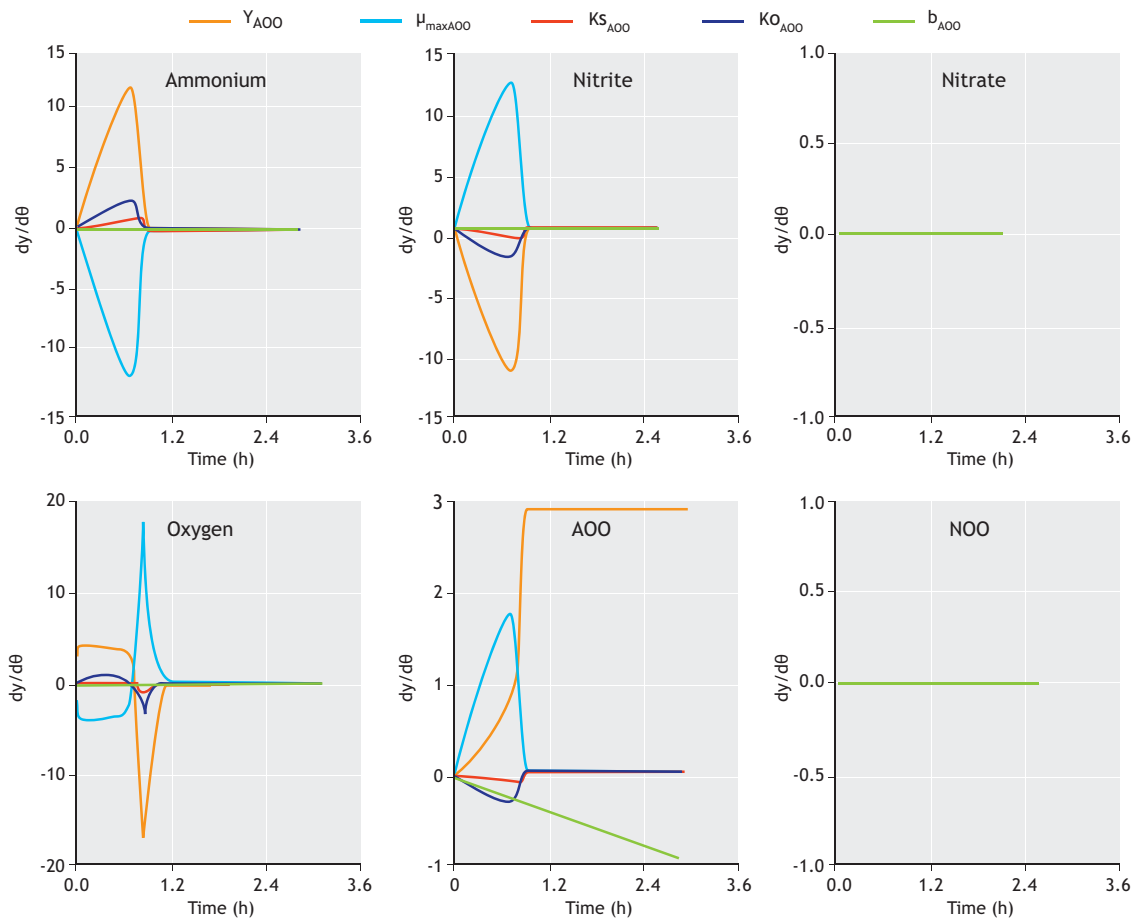 Y_AOO μ_maxAOO Ks_AOO Ko_AOO b_AOO
Ammonium
15
10
5
0
-5
-10
-15
dy/dθ
0.0 1.2 2.4 3.6
Time (h)
Nitrite
15
10
5
0
-5
-10
-15
dy/dθ
0.0 1.2 2.4 3.6
Time (h)
Nitrate
1.0
0.5
0.0
-0.5
-1.0
dy/dθ
0.0 1.2 2.4 3.6
Time (h)
Oxygen
20
10
0
-10
-20
dy/dθ
0.0 1.2 2.4 3.6
Time (h)
AOO
3
2
1
0
-1
dy/dθ
0 1.2 2.4 3.6
Time (h)
NOO
1.0
0.5
0.0
-0.5
-1.0
dy/dθ
0.0 1.2 2.4 3.6
Time (h)